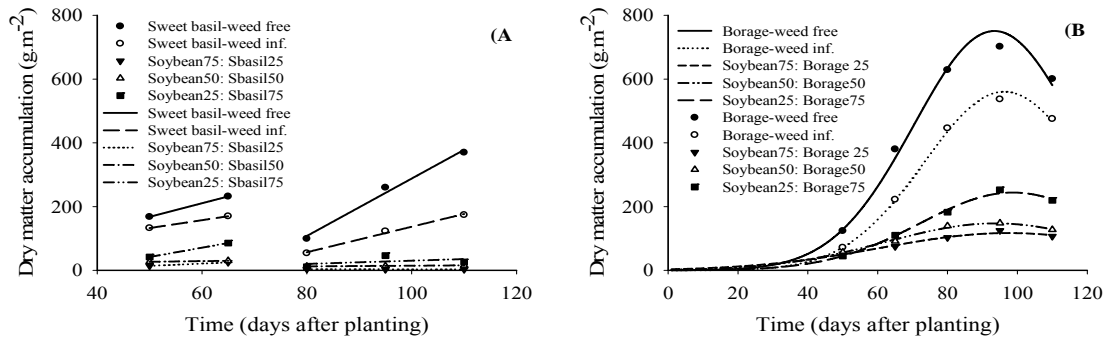 800
600
400
200
0
Dry matter accumulation (g.m-2)
Sweet basil-weed free
Sweet basil-weed inf.
Soybean75: Sbasil25
Soybean50: Sbasil50
Soybean25: Sbasil75
Sweet basil-weed free
Sweet basil-weed inf.
Soybean75: Sbasil25
Soybean50: Sbasil50
Soybean25: Sbasil75
(A
40 60 80 100 120
Time (days after planting)
800
600
400
200
0
Dry matter accumulation (g.m-2)
Borage-weed free
Borage-weed inf.
Soybean75: Borage 25
Soybean50: Borage50
Soybean25: Borage75
Borage-weed free
Borage-weed inf.
Soybean75: Borage 25
Soybean50: Borage50
Soybean25: Borage75
(B
0 20 40 60 80 100 120
Time (days after planting)